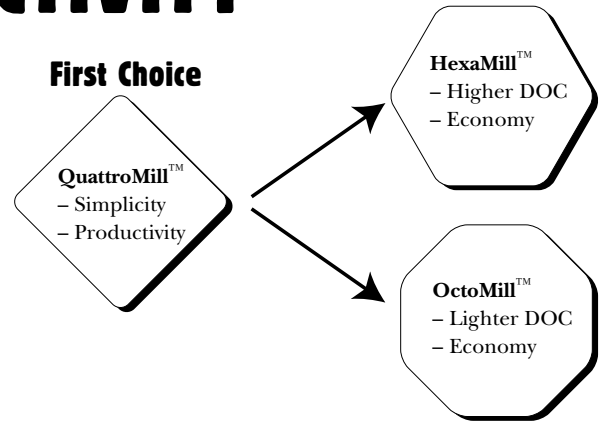 First Choice
QuattroMill™
– Simplicity
– Productivity
HexaMill™
– Higher DOC
– Economy
OctoMill™
– Lighter DOC
– Economy